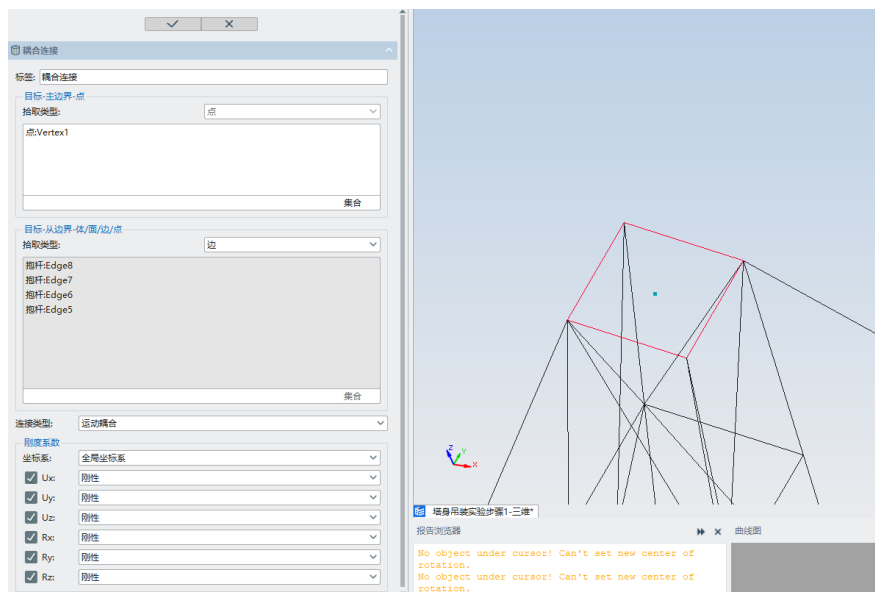 耦合连接
标签: 耦合连接
目标-主边界-点
拾取类型: 点
点:Vertex1
集合
目标-从边界-体/面/边/点
拾取类型: 边
抱杆:Edge8
抱杆:Edge7
抱杆:Edge6
抱杆:Edge5
集合
连接类型: 运动耦合
刚度系数
坐标系: 全局坐标系
Ux: 刚性
Uy: 刚性
Uz: 刚性
Rx: 刚性
Ry: 刚性
Rz: 刚性
Z
Y
X
塔身吊装实验步骤1-三维*
报告浏览器
曲线图
No object under cursor! Can't set new center of
rotation.
No object under cursor! Can't set new center of
rotation.